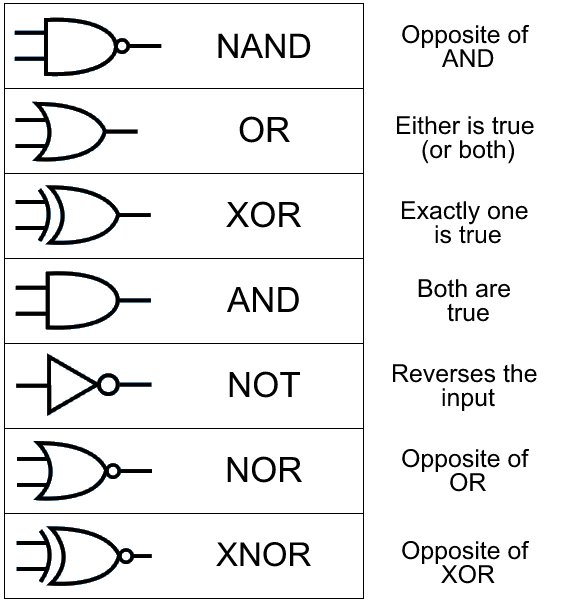 NAND
Opposite of
AND
OR
Either is true
(or both)
XOR
Exactly one
is true
AND
Both are
true
NOT
Reverses the
input
NOR
Opposite of
OR
XNOR
Opposite of
XOR